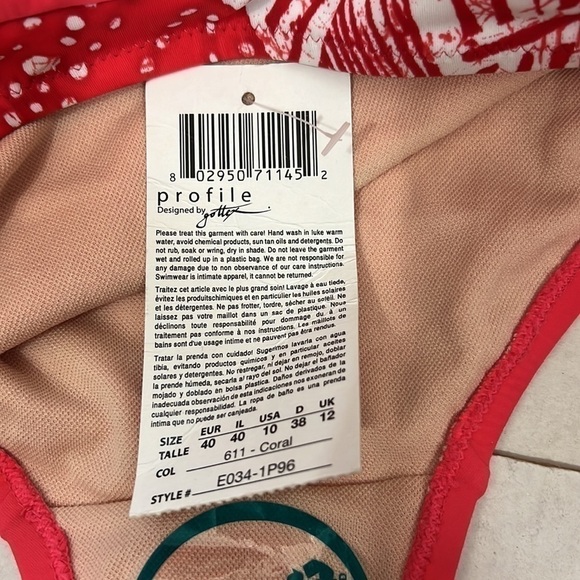 8 02950 71145 2
profile
Designed by gottex
Please treat this garment with care! Hand wash in luke warm
water, avoid chemical products, sun tan oils and detergents. Do
not rub, soak or wring, dry in shade. Do not leave the garment
wet and rolled up in a plastic bag. We are not responsible for
any damage due to non observance of our care instructions.
Swimwear is intimate apparel, it cannot be returned.
Traitez cet article avec le plus grand soin! Lavage à eau tiede,
évitez les produitschimiques et en particulier les huiles solaires
et les détergentes. Ne pas frotter, tordre, sécher au soleil. Ne
laissez pas votre maillot dans un sac de plastique. Nous
déclinons toute responsabilité pour dommage du à un
traitement pas conforme à nos instructions. Les maillots de
bains sont d'ue usage intime et ne peuvent pas être rendus.
Tratar la prenda con cuidado! Sugerimos lavarla con agua
tibia, evitando productos quimicos y en particular aceites
solares y detergentes. No restregar, ni dejar en remojo, doblar
la prende húmeda, secarla al rayo del sol. No dejar el bañador
mojado y doblado en bolsa plastica. Daños derivados de la
inadecuada observación de esta indicaciones nos exoneran de
cualquier responsabilidad. La ropa de baño es una prenda
intima que no puede ser canjeada.
SIZE EUR IL USA D UK
TALLE 40 40 10 38 12
COL 611 - Coral
STYLE # E034-1P96